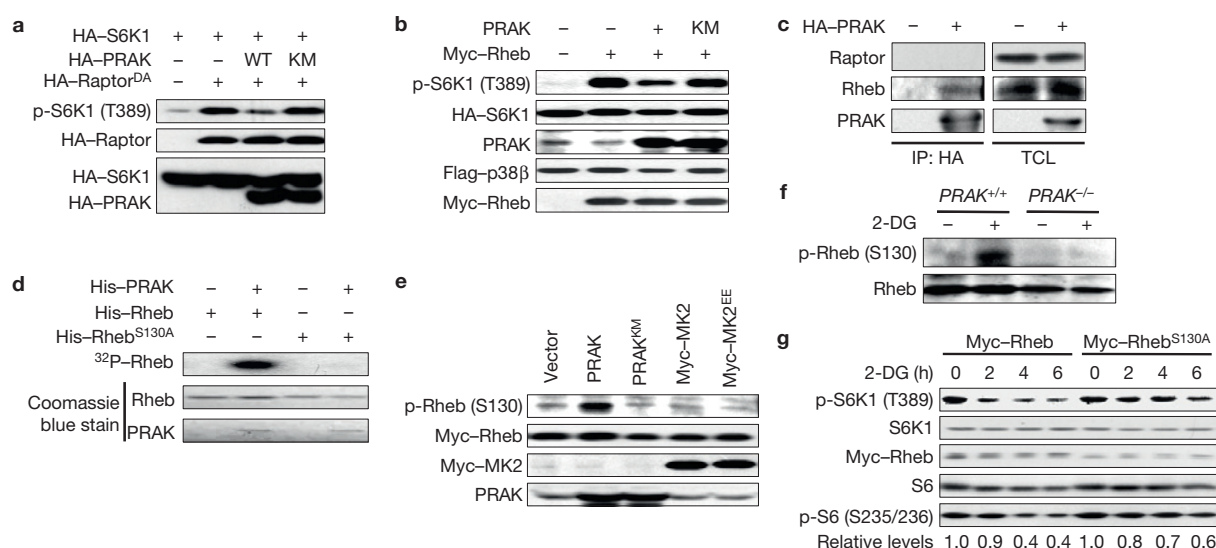 a
HA–S6K1 + + + +
HA–PRAK – – WT KM
HA–Raptor^DA – + + +
p-S6K1 (T389)
HA–Raptor
HA–S6K1
HA–PRAK
b
PRAK – – + KM
Myc–Rheb – + + +
p-S6K1 (T389)
HA–S6K1
PRAK
Flag–p38β
Myc–Rheb
c
HA–PRAK – + – +
Raptor
Rheb
PRAK
IP: HA TCL
d
His–PRAK – + – +
His–Rheb + + – –
His–Rheb^S130A – – + +
³²P–Rheb
Coomassie blue stain
Rheb
PRAK
e
Vector PRAK PRAK^KM Myc–MK2 Myc–MK2^EE
p-Rheb (S130)
Myc–Rheb
Myc–MK2
PRAK
f
PRAK^+/+ PRAK^–/–
2-DG – + – +
p-Rheb (S130)
Rheb
g
Myc–Rheb Myc–Rheb^S130A
2-DG (h) 0 2 4 6 0 2 4 6
p-S6K1 (T389)
S6K1
Myc–Rheb
S6
p-S6 (S235/236)
Relative levels 1.0 0.9 0.4 0.4 1.0 0.8 0.7 0.6